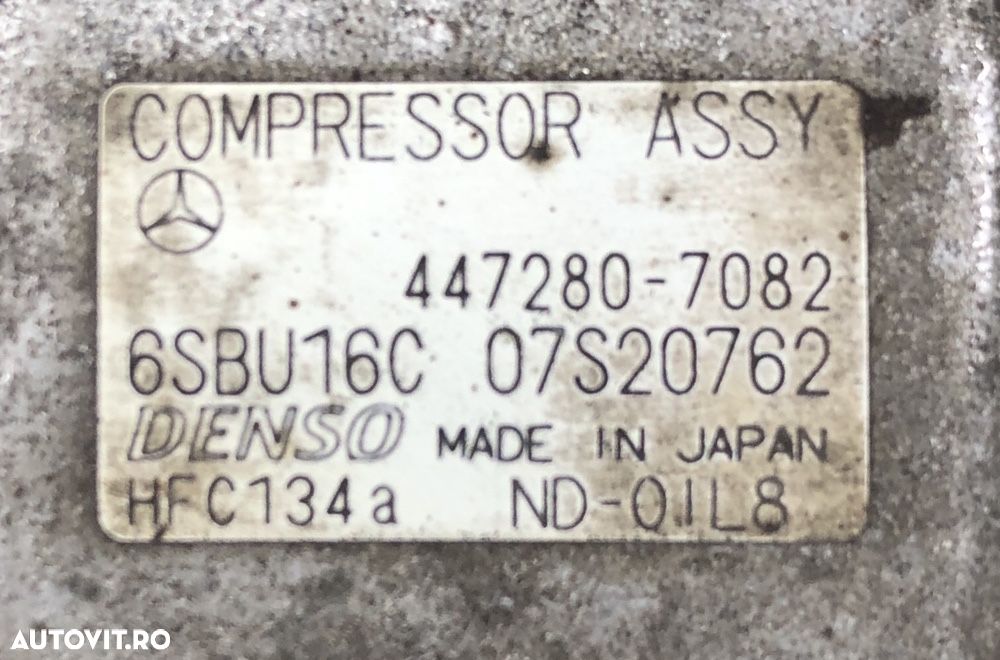 COMPRESSOR ASSY
447280-7082
6SBU16C 07S20762
DENSO MADE IN JAPAN
HFC134a ND-OIL8
AUTOVIT.RO